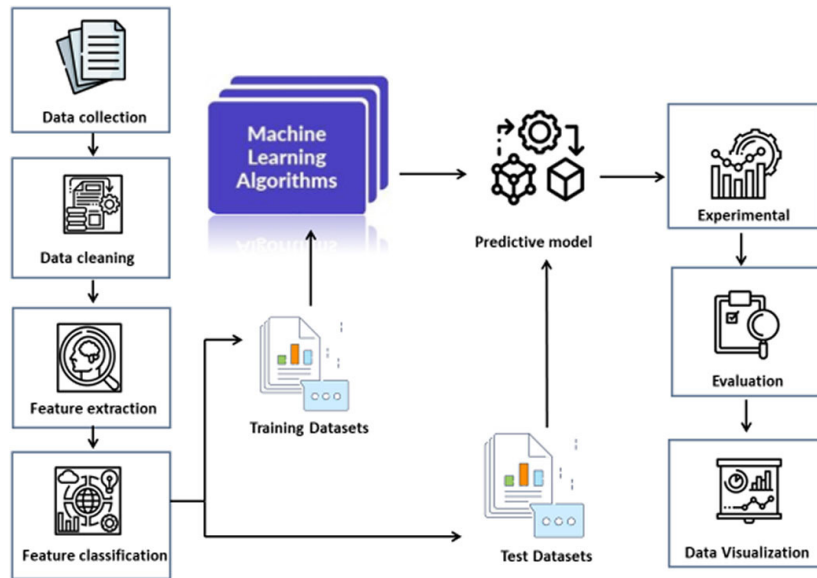 Data collection
Data cleaning
Feature extraction
Feature classification
Machine
Learning
Algorithms
Training Datasets
Test Datasets
Predictive model
Experimental
Evaluation
Data Visualization